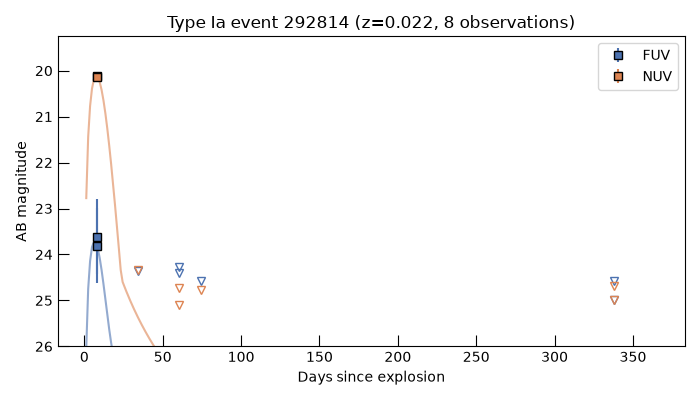 Type Ia event 292814 (z=0.022, 8 observations)
FUV
NUV
AB magnitude
20
21
22
23
24
25
26
0 50 100 150 200 250 300 350
Days since explosion